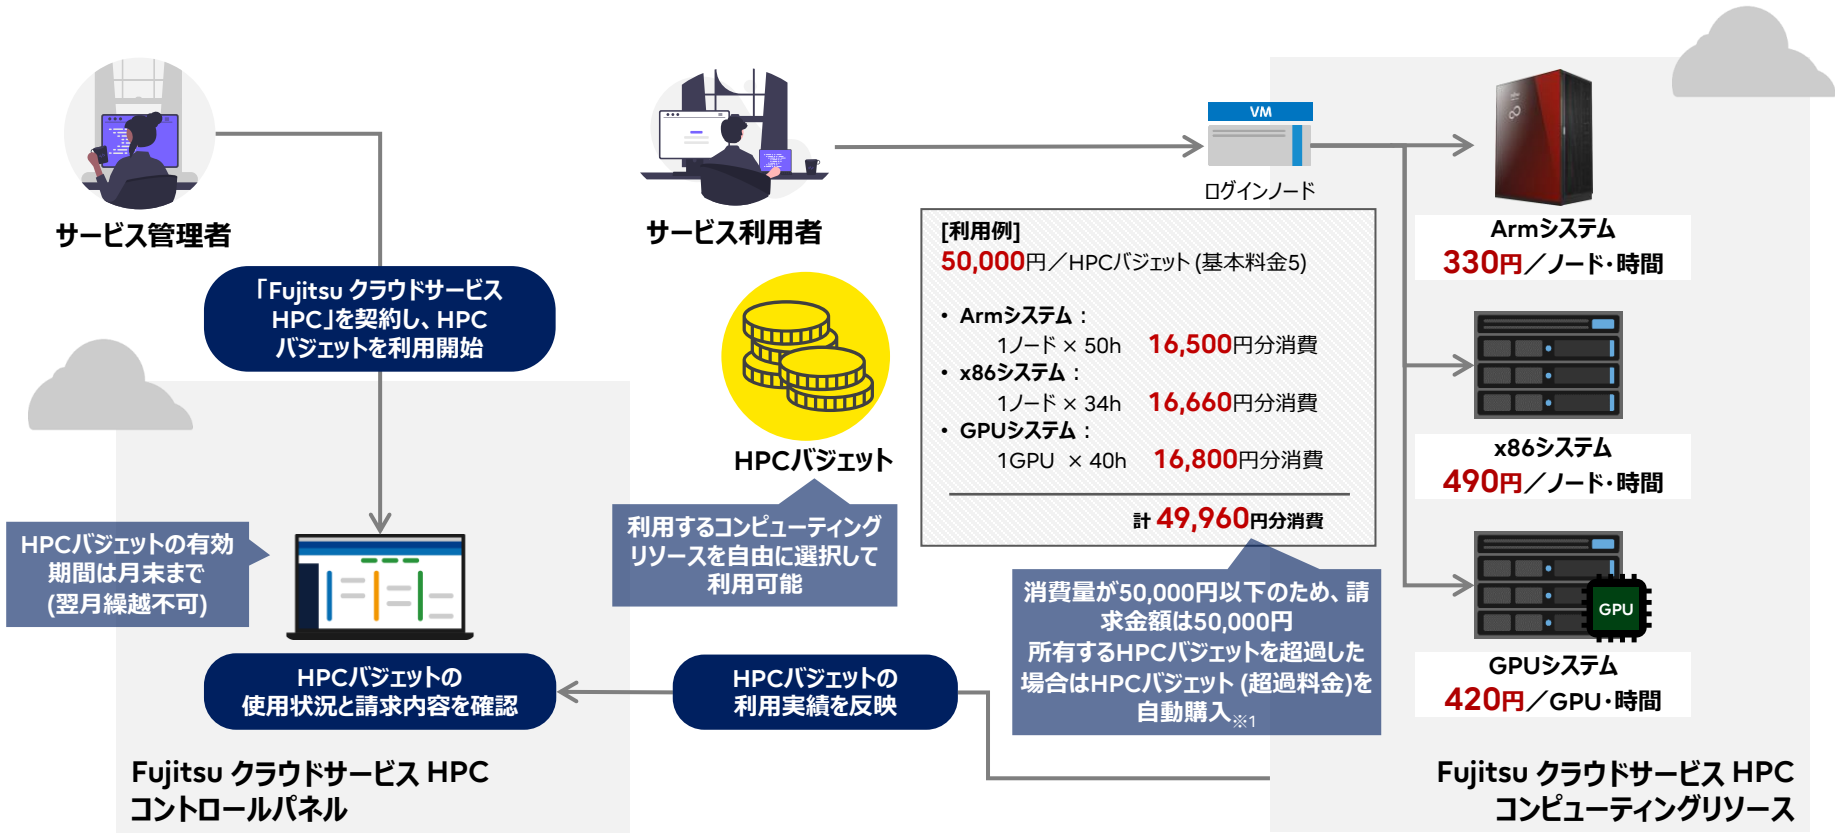 サービス管理者
サービス利用者
VM
ログインノード
「Fujitsu クラウドサービス
HPC」を契約し、HPC
バジェットを利用開始
HPCバジェット
利用するコンピューティング
リソースを自由に選択して
利用可能
[利用例]
50,000円／HPCバジェット (基本料金5)
• Armシステム：
1ノード × 50h 16,500円分消費
• x86システム：
1ノード × 34h 16,660円分消費
• GPUシステム：
1GPU × 40h 16,800円分消費
計 49,960円分消費
消費量が50,000円以下のため、請
求金額は50,000円
所有するHPCバジェットを超過した
場合はHPCバジェット (超過料金)を
自動購入※1
Armシステム
330円／ノード・時間
x86システム
490円／ノード・時間
GPU
GPUシステム
420円／GPU・時間
HPCバジェットの有効
期間は月末まで
(翌月繰越不可)
HPCバジェットの
使用状況と請求内容を確認
HPCバジェットの
利用実績を反映
Fujitsu クラウドサービス HPC
コントロールパネル
Fujitsu クラウドサービス HPC
コンピューティングリソース